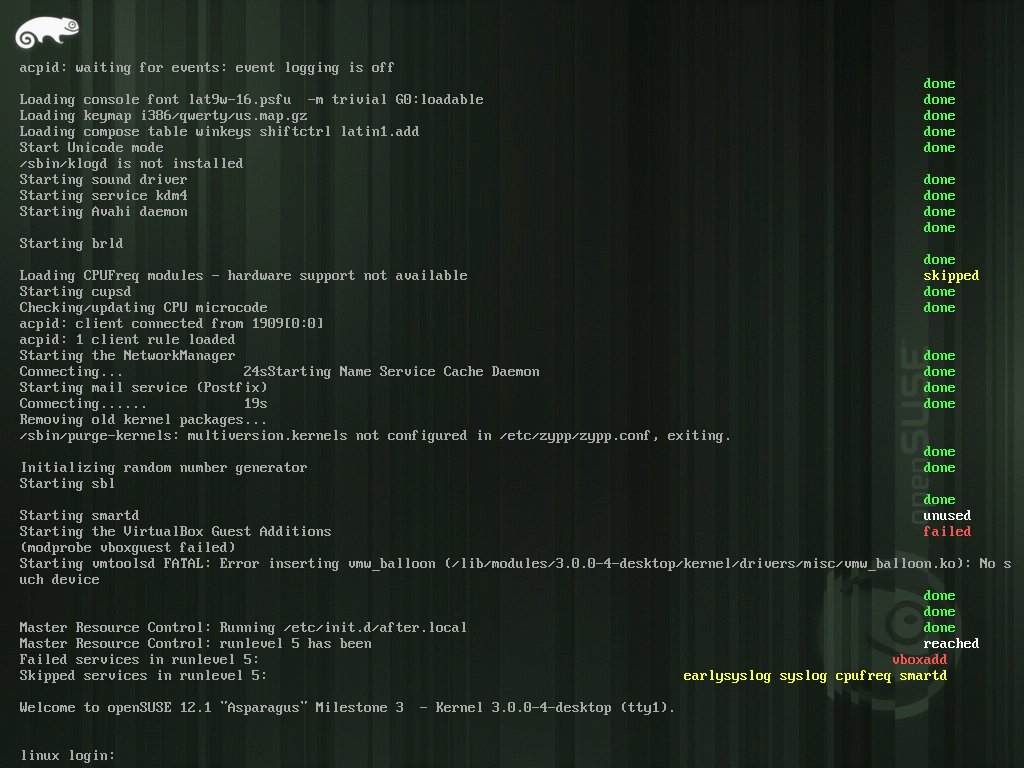 acpid: waiting for events: event logging is off
done
Loading console font lat9w-16.psfu  -m trivial G0:loadable done
Loading keymap i386/qwerty/us.map.gz done
Loading compose table winkeys shiftctrl latin1.add done
Start Unicode mode done
/sbin/klogd is not installed
Starting sound driver done
Starting service kdm4 done
Starting Avahi daemon done
done
Starting brld
done
Loading CPUFreq modules - hardware support not available skipped
Starting cupsd done
Checking/updating CPU microcode done
acpid: client connected from 1909[0:0]
acpid: 1 client rule loaded
Starting the NetworkManager done
Connecting... 24sStarting Name Service Cache Daemon done
Starting mail service (Postfix) done
Connecting...... 19s done
Removing old kernel packages...
/sbin/purge-kernels: multiversion.kernels not configured in /etc/zypp/zypp.conf, exiting.
done
Initializing random number generator done
Starting sbl
done
Starting smartd unused
Starting the VirtualBox Guest Additions failed
(modprobe vboxguest failed)
Starting vmtoolsd FATAL: Error inserting vmw_balloon (/lib/modules/3.0.0-4-desktop/kernel/drivers/misc/vmw_balloon.ko): No s
uch device
done
done
Master Resource Control: Running /etc/init.d/after.local done
Master Resource Control: runlevel 5 has been reached
Failed services in runlevel 5: vboxadd
Skipped services in runlevel 5: earlysyslog syslog cpufreq smartd
Welcome to openSUSE 12.1 "Asparagus" Milestone 3  - Kernel 3.0.0-4-desktop (tty1).
linux login:
openSUSE